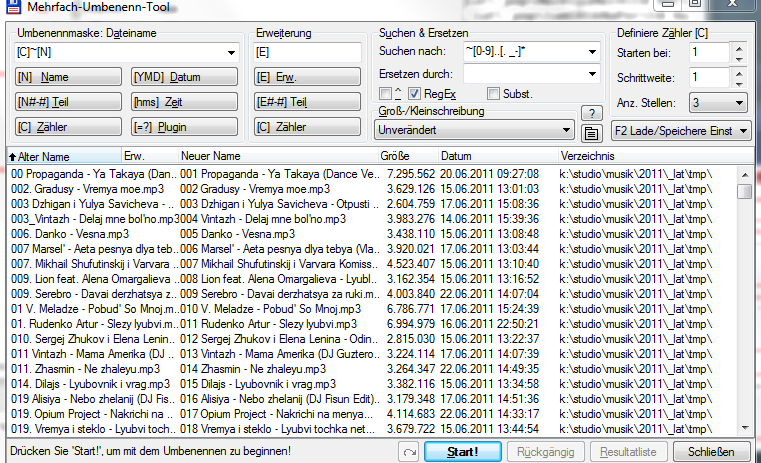 Mehrfach-Umbenenn-Tool
Umbenennmaske: Dateiname
Erweiterung
Suchen & Ersetzen
Definiere Zähler [C]
[C]~[N]
[E]
Suchen nach:
~[0-9]..[. _-]*
Starten bei:
1
[N] Name
[YMD] Datum
[E] Erw.
Ersetzen durch:
Schrittweite:
1
[N#-#] Teil
[hms] Zeit
[E#-#] Teil
^
RegEx
Subst.
Anz. Stellen:
3
[C] Zähler
[=?] Plugin
[C] Zähler
Groß-/Kleinschreibung
?
Unverändert
F2 Lade/Speichere Einst
Alter Name Erw. Neuer Name Größe Datum Verzeichnis
00 Propaganda - Ya Takaya (Dan... 001 Propaganda - Ya Takaya (Dance Ve... 7.295.562 20.06.2011 09:27:08 k:\studio\musik\2011\_lat\tmp\
002. Gradusy - Vremya moe.mp3 002 Gradusy - Vremya moe.mp3 3.629.126 15.06.2011 13:01:03 k:\studio\musik\2011\_lat\tmp\
003 Dzhigan i Yulya Savicheva - ... 003 Dzhigan i Yulya Savicheva - Otpusti ... 2.604.759 17.06.2011 15:08:36 k:\studio\musik\2011\_lat\tmp\
003_Vintazh - Delaj mne bol'no.mp3 004 Vintazh - Delaj mne bol'no.mp3 3.983.276 14.06.2011 15:39:36 k:\studio\musik\2011\_lat\tmp\
006. Danko - Vesna.mp3 005 Danko - Vesna.mp3 3.438.110 15.06.2011 13:08:48 k:\studio\musik\2011\_lat\tmp\
007 Marsel' - Aeta pesnya dlya teb... 006 Marsel' - Aeta pesnya dlya tebya (Vla... 3.920.021 17.06.2011 13:03:44 k:\studio\musik\2011\_lat\tmp\
007. Mikhail Shufutinskij i Varvara ... 007 Mikhail Shufutinskij i Varvara Komiss... 4.523.407 15.06.2011 13:10:40 k:\studio\musik\2011\_lat\tmp\
009. Lion feat. Alena Omargalieva ... 008 Lion feat. Alena Omargalieva - Lyubl... 3.162.354 15.06.2011 13:16:52 k:\studio\musik\2011\_lat\tmp\
009. Serebro - Davai derzhatsya z... 009 Serebro - Davai derzhatsya za ruki.m... 4.003.840 22.06.2011 14:07:04 k:\studio\musik\2011\_lat\tmp\
01 V. Meladze - Pobud' So Mnoj.m... 010 V. Meladze - Pobud' So Mnoj.mp3 6.786.771 17.06.2011 15:24:39 k:\studio\musik\2011\_lat\tmp\
01. Rudenko Artur - Slezy lyubvi.m... 011 Rudenko Artur - Slezy lyubvi.mp3 6.994.979 16.06.2011 22:50:21 k:\studio\musik\2011\_lat\tmp\
010. Sergej Zhukov i Elena Lenin... 012 Sergej Zhukov i Elena Lenina - Odin... 2.815.030 15.06.2011 13:22:37 k:\studio\musik\2011\_lat\tmp\
011 Vintazh - Mama Amerika (DJ ... 013 Vintazh - Mama Amerika (DJ Guztero... 3.224.114 17.06.2011 14:07:39 k:\studio\musik\2011\_lat\tmp\
011. Zhasmin - Ne zhaleyu.mp3 014 Zhasmin - Ne zhaleyu.mp3 3.264.347 22.06.2011 14:49:35 k:\studio\musik\2011\_lat\tmp\
014. Dilajs - Lyubovnik i vrag.mp3 015 Dilajs - Lyubovnik i vrag.mp3 3.382.116 15.06.2011 13:34:58 k:\studio\musik\2011\_lat\tmp\
019 Alisiya - Nebo zhelanij (DJ Fis... 016 Alisiya - Nebo zhelanij (DJ Fisun Edit)... 3.179.348 17.06.2011 14:51:36 k:\studio\musik\2011\_lat\tmp\
019. Opium Project - Nakrichi na ... 017 Opium Project - Nakrichi na menya... 4.114.683 22.06.2011 14:33:17 k:\studio\musik\2011\_lat\tmp\
019. Vremya i steklo - Lyubvi tochk... 018 Vremya i steklo - Lyubvi tochka net... 3.679.722 15.06.2011 13:44:54 k:\studio\musik\2011\_lat\tmp\
Drücken Sie 'Start!', um mit dem Umbenennen zu beginnen!
Start!
Rückgängig
Resultatliste
Schließen